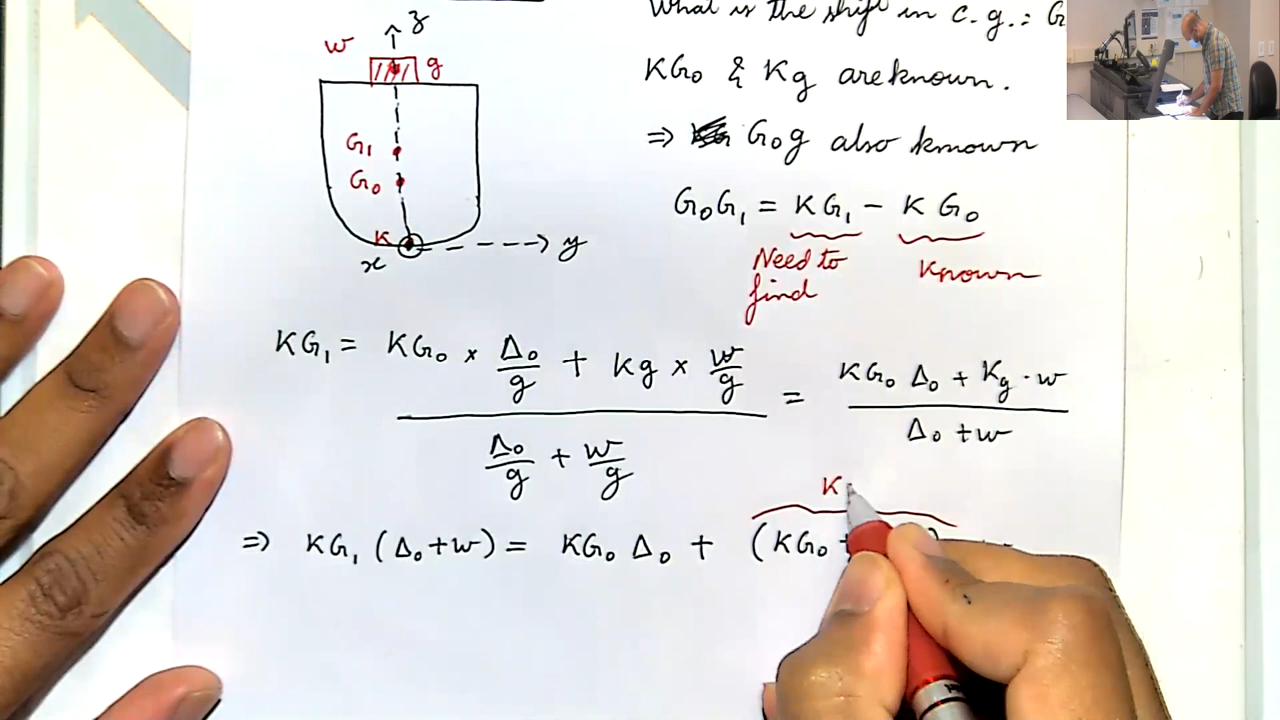 What is the shift in c.g.: G
z
w
g
KG₀ & Kg are known.
G₁
⇒ G₀g also known
G₀
G₀G₁ = KG₁ − KG₀
K
y
x
Need to find
Known
KG₁ = (KG₀ × Δ₀/g + Kg × w/g) / (Δ₀/g + w/g) = (KG₀ Δ₀ + Kg · w) / (Δ₀ + w)
K
⇒ KG₁ (Δ₀ + w) = KG₀ Δ₀ + (KG₀